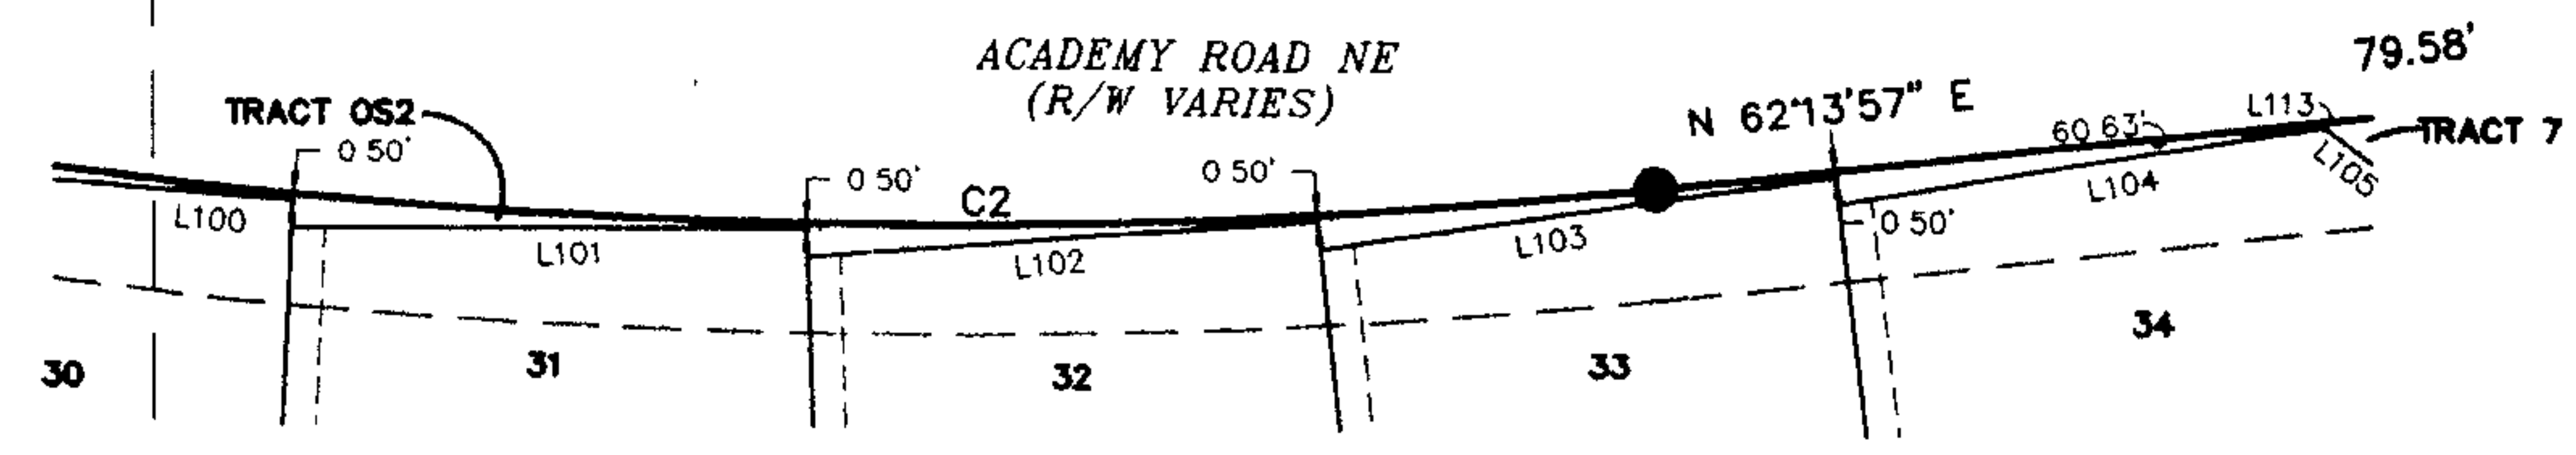 ACADEMY ROAD NE
(R/W VARIES)
79.58'
TRACT OS2
0 50'
0 50'
C2
0 50'
N 62°13'57" E
60 63'
L113
TRACT 7
L105
L100
L101
L102
L103
L104
0 50'
30
31
32
33
34